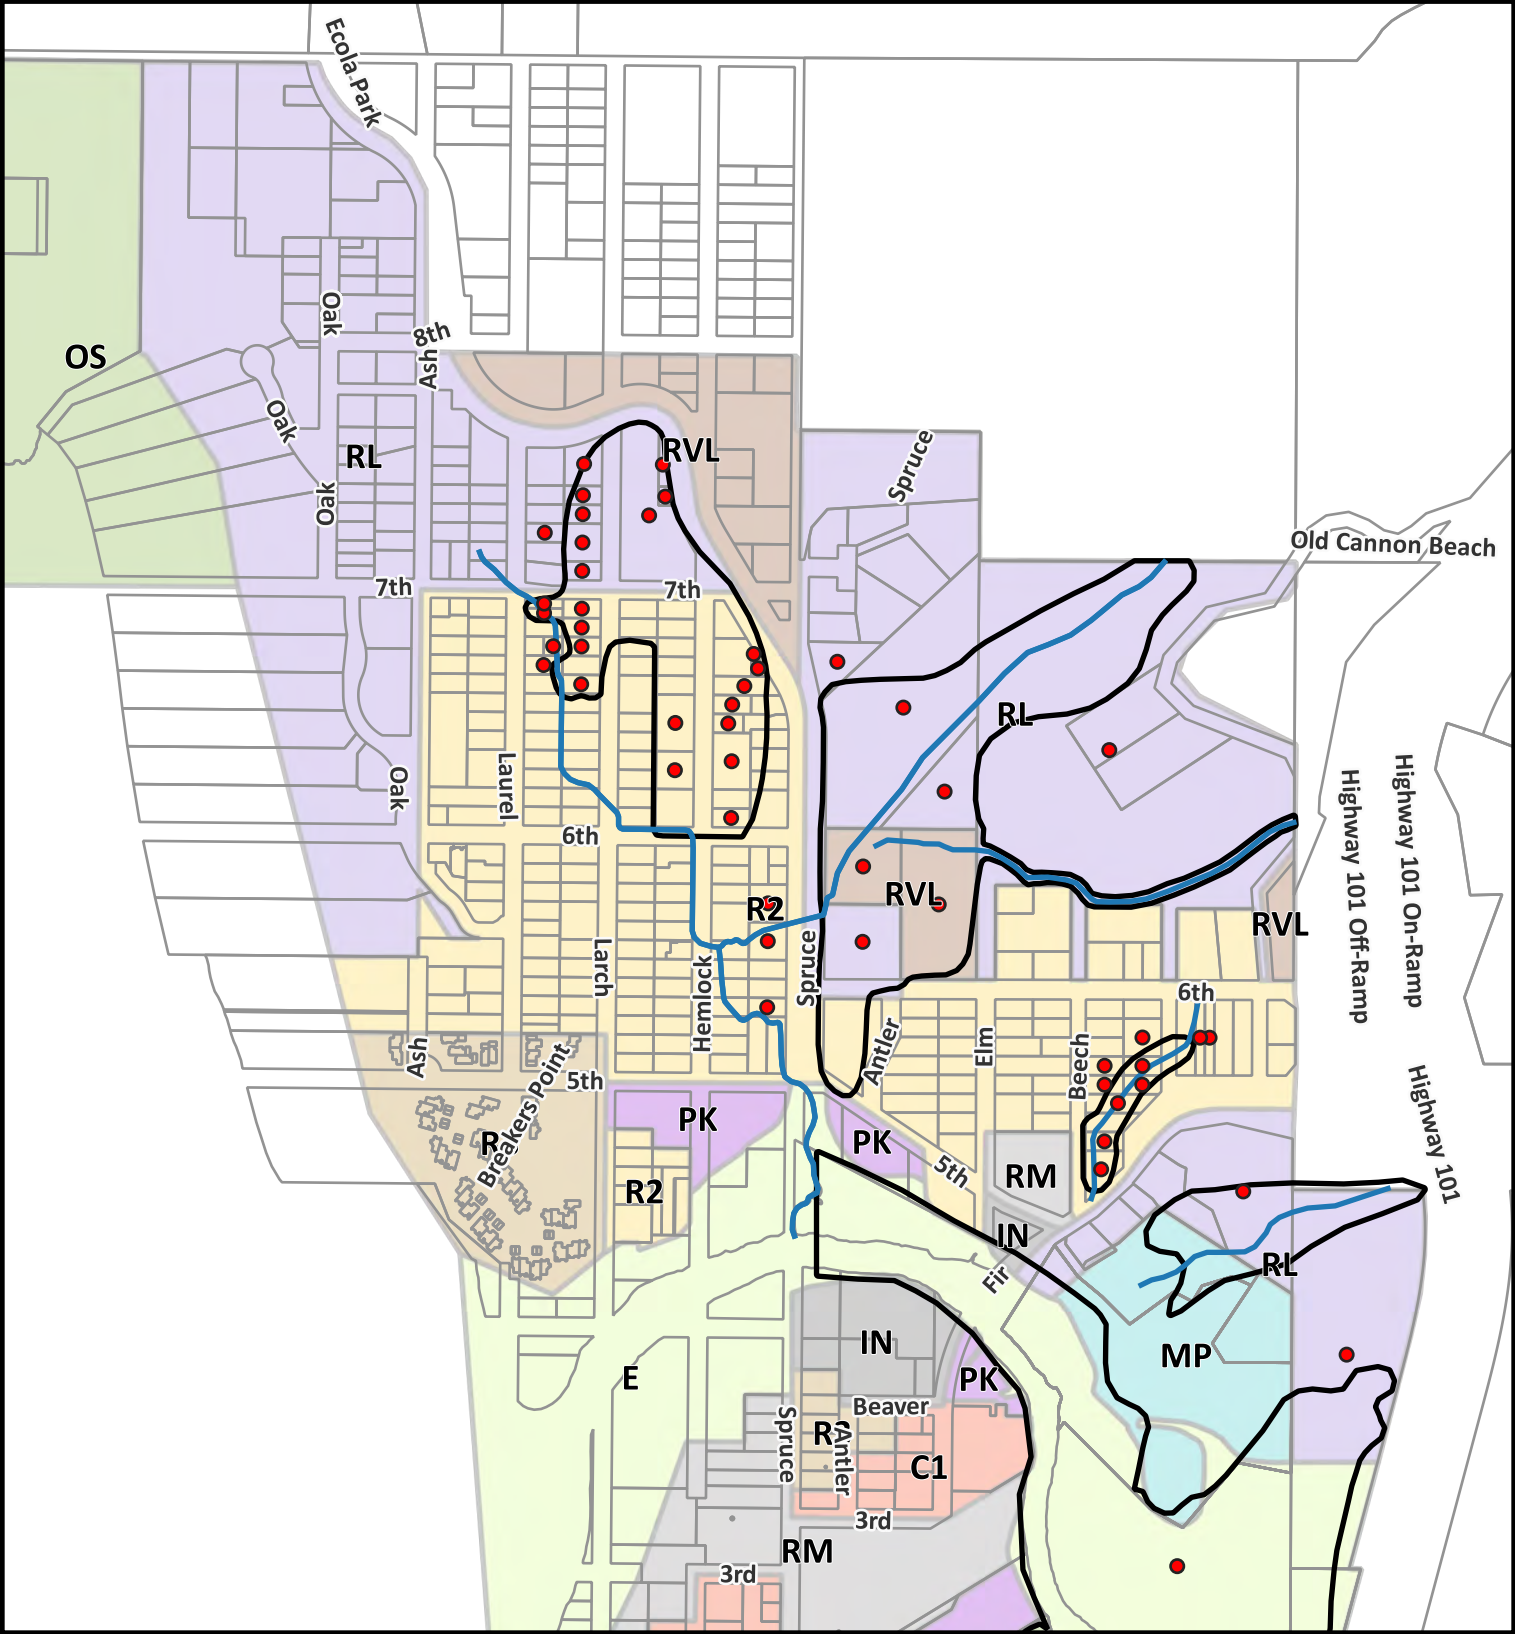 Ecola Park
Oak
8th
OS
Ash
Oak
RL
RVL
Spruce
Oak
Old Cannon Beach
7th
7th
RL
Laurel
Oak
Highway 101 Off-Ramp
Highway 101 On-Ramp
6th
RVL
R2
RVL
Larch
Hemlock
Spruce
6th
Ash
Breakers Point
5th
Antler
Elm
Beech
Highway 101
PK
PK
5th
RM
R2
IN
Fir
RL
IN
MP
E
PK
Beaver
Spruce
Antler
C1
3rd
RM
3rd